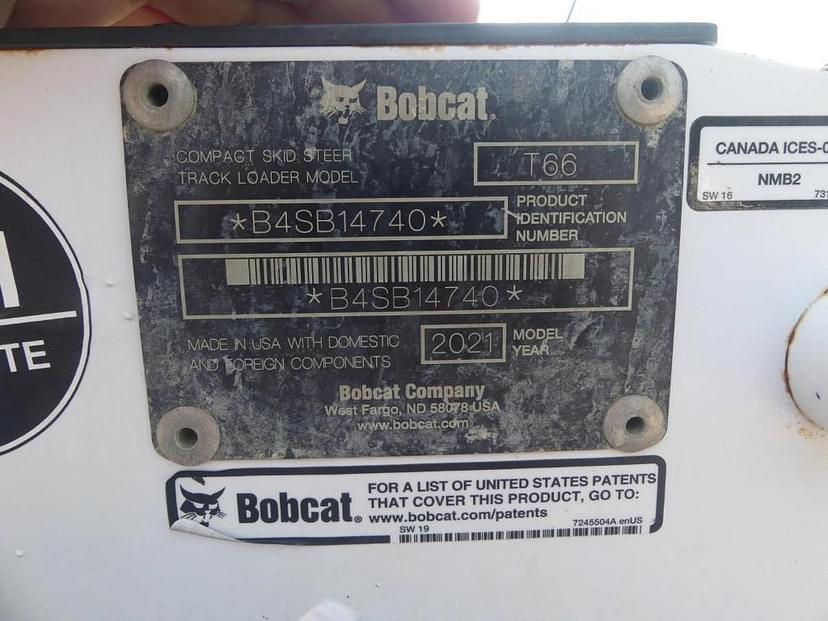 Bobcat®
COMPACT SKID STEER
TRACK LOADER MODEL
T66
*B4SB14740*
PRODUCT
IDENTIFICATION
NUMBER
*B4SB14740*
MADE IN USA WITH DOMESTIC
AND FOREIGN COMPONENTS
2021
MODEL
YEAR
Bobcat Company
West Fargo, ND 58078 USA
www.bobcat.com
CANADA ICES-0
NMB2
SW 16
731
TE
Bobcat®
FOR A LIST OF UNITED STATES PATENTS
THAT COVER THIS PRODUCT, GO TO:
www.bobcat.com/patents
SW 19
7245504A enUS